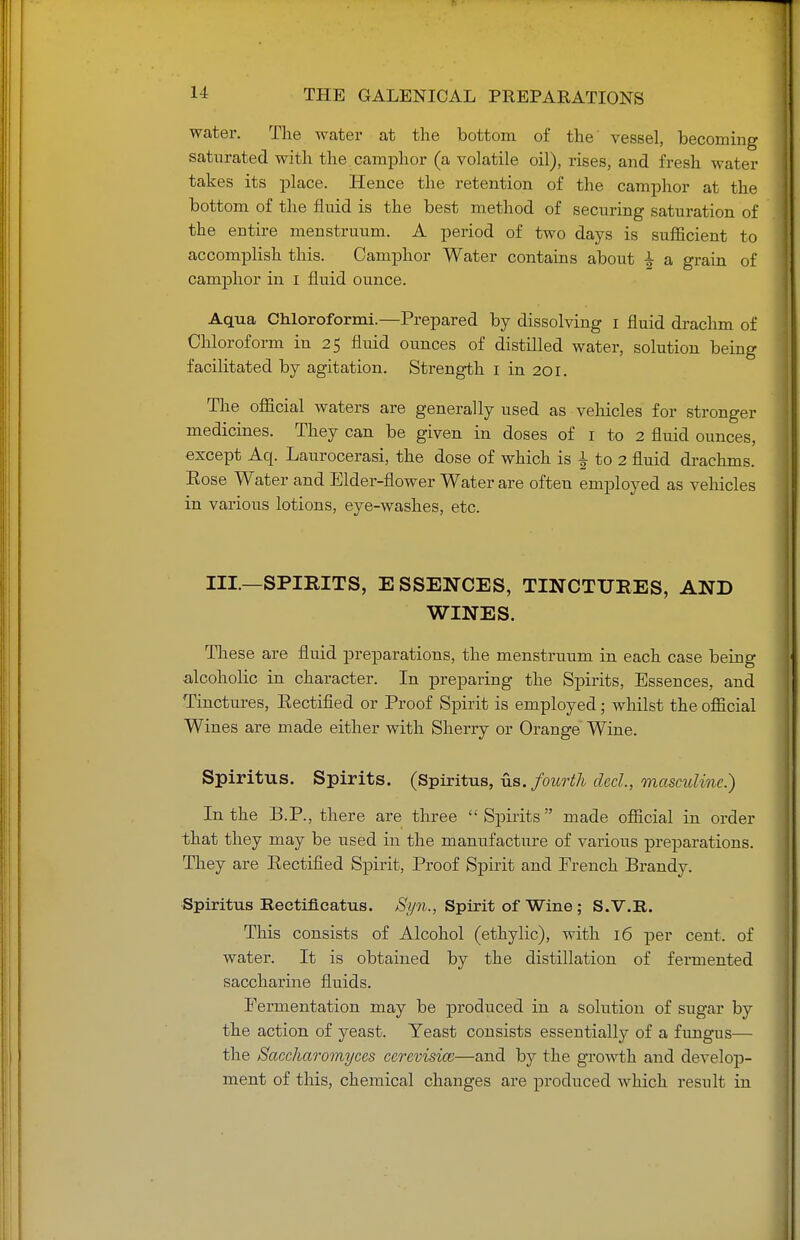 14 THE GALENICAL PREPARATIONS
water. The water at the bottom of the vessel, becoming
saturated with the camphor (a volatile oil), rises, and fresh water
takes its place. Hence the retention of the camphor at the
bottom of the fluid is the best method of securing saturation of
the entire menstruum. A period of two days is sufficient to
accomplish this. Camphor Water contains about ½ a grain of
camphor in 1 fluid ounce.
Aqua Chloroformi.—Prepared by dissolving 1 fluid drachm of
Chloroform in 25 fluid ounces of distilled water, solution being
facilitated by agitation. Strength 1 in 201.
The official waters are generally used as vehicles for stronger
medicines. They can be given in doses of 1 to 2 fluid ounces,
except Aq. Laurocerasi, the dose of which is ½ to 2 fluid drachms.
Rose Water and Elder-flower Water are often employed as vehicles
in various lotions, eye-washes, etc.
III.—SPIRITS, ESSENCES, TINCTURES, AND
WINES.
These are fluid preparations, the menstruum in each case being
alcoholic in character. In preparing the Spirits, Essences, and
Tinctures, Rectified or Proof Spirit is employed; whilst the official
Wines are made either with Sherry or Orange Wine.
Spiritus. Spirits. (Spiritus, ūs. fourth decl., masculine.)
In the B.P., there are three "Spirits" made official in order
that they may be used in the manufacture of various preparations.
They are Rectified Spirit, Proof Spirit and French Brandy.
Spiritus Rectificatus. Syn., Spirit of Wine; S.V.R.
This consists of Alcohol (ethylic), with 16 per cent. of
water. It is obtained by the distillation of fermented
saccharine fluids.
Fermentation may be produced in a solution of sugar by
the action of yeast. Yeast consists essentially of a fungus—
the Saccharomyces cerevisiæ—and by the growth and develop-
ment of this, chemical changes are produced which result in